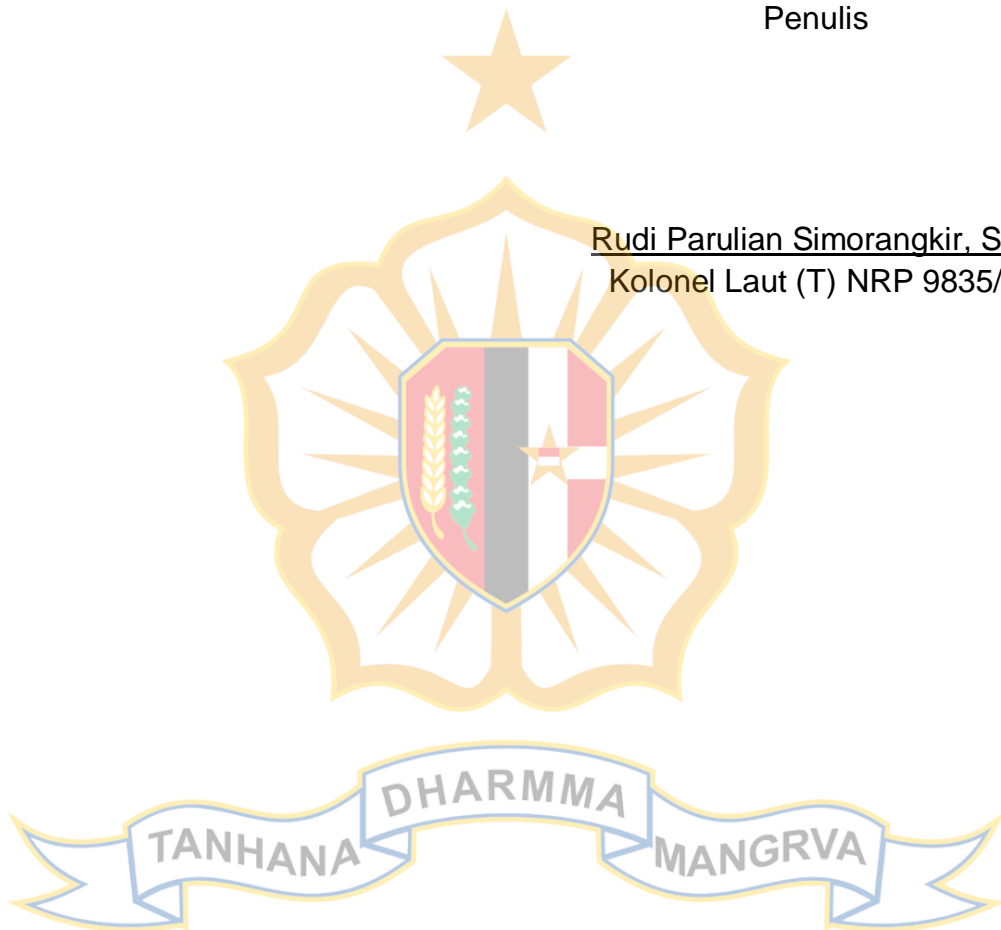 Penulis
Rudi Parulian Simorangkir, S
Kolonel Laut (T) NRP 9835/
TANHANA DHARMMA MANGRVA